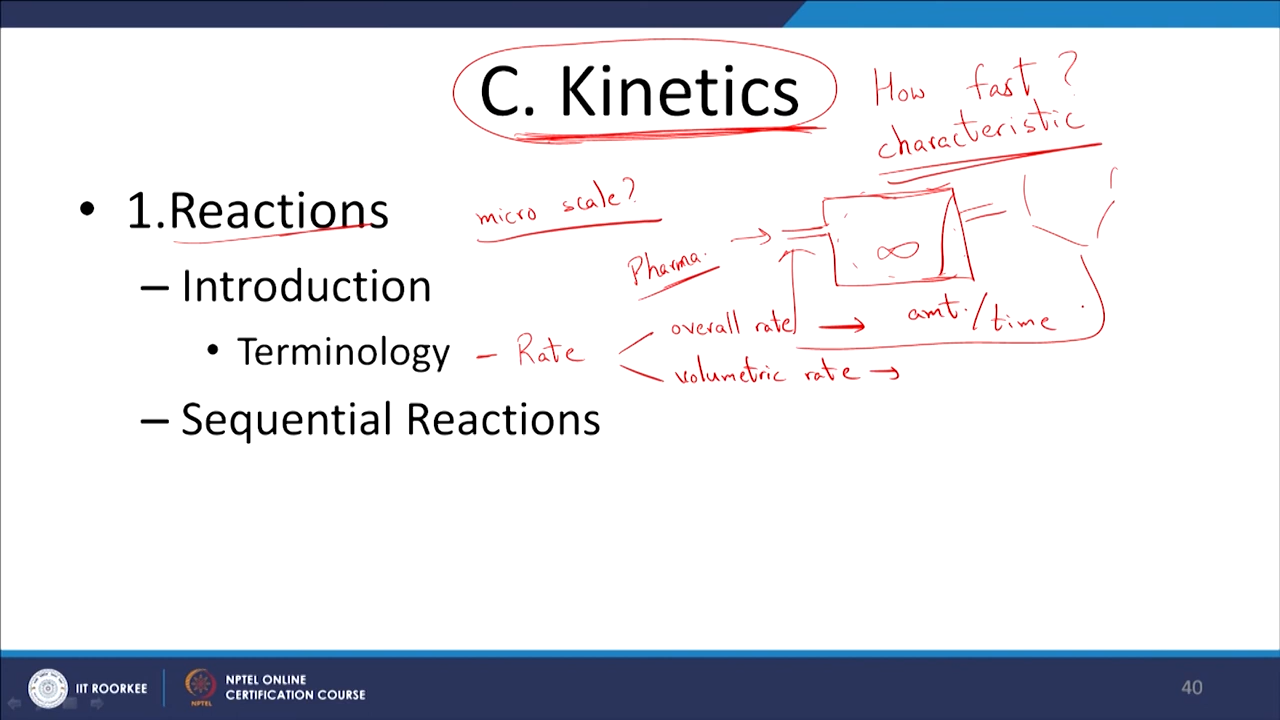 C. Kinetics
How fast?
characteristic
• 1.Reactions
micro scale?
Pharma.
∞
– Introduction
overall rate → amt./time
• Terminology – Rate
volumetric rate →
– Sequential Reactions
IIT ROORKEE
NPTEL ONLINE
CERTIFICATION COURSE
40